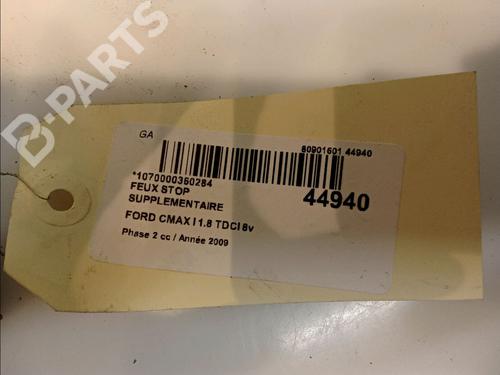 B-PARTS
GA
80901601 44940
*1070000360284
FEUX STOP
SUPPLEMENTAIRE
44940
FORD CMAX I 1.8 TDCI 8v
Phase 2 cc / Année 2009